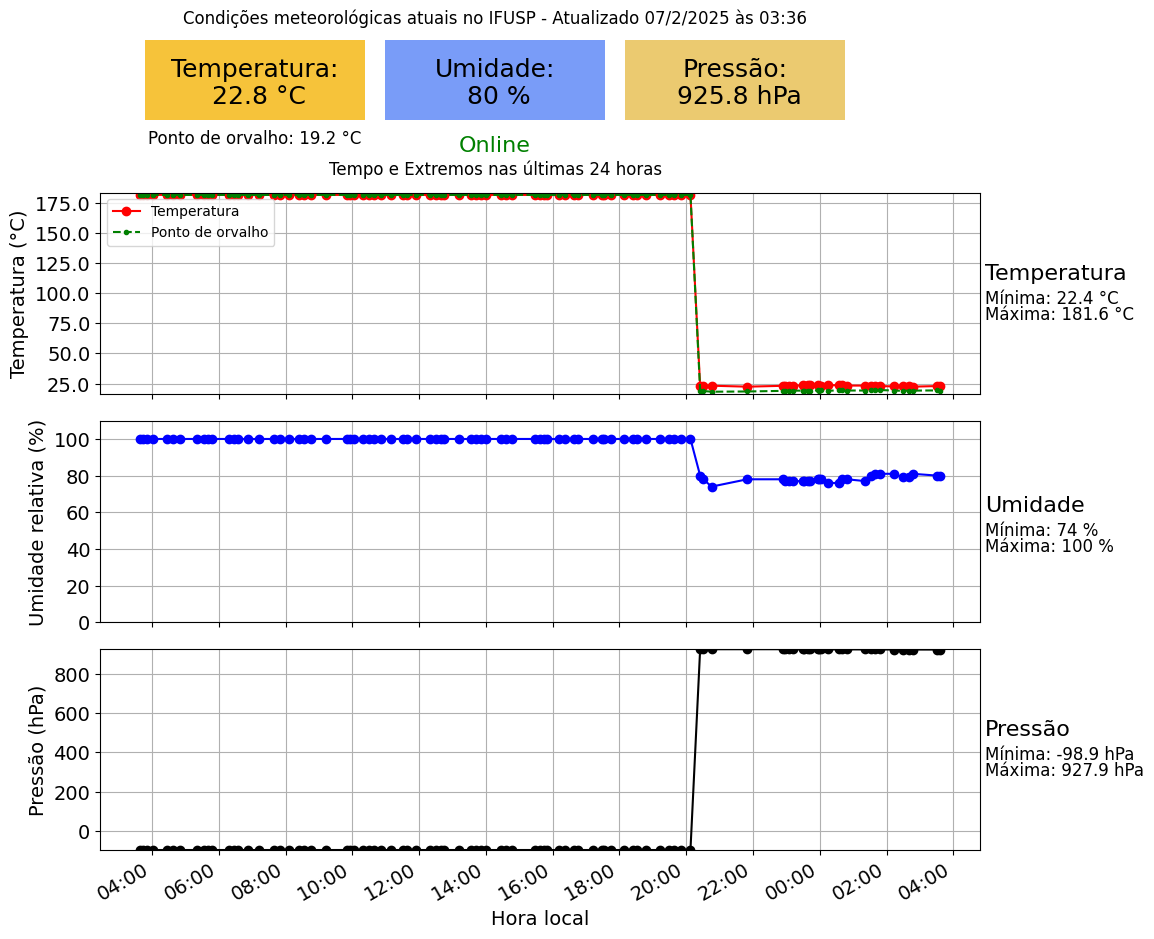 Condições meteorológicas atuais no IFUSP - Atualizado 07/2/2025 às 03:36
Temperatura:
22.8 °C
Umidade:
80 %
Pressão:
925.8 hPa
Ponto de orvalho: 19.2 °C
Online
Tempo e Extremos nas últimas 24 horas
Temperatura (°C)
175.0
150.0
125.0
100.0
75.0
50.0
25.0
Temperatura
Ponto de orvalho
Temperatura
Mínima: 22.4 °C
Máxima: 181.6 °C
Umidade relativa (%)
100
80
60
40
20
0
Umidade
Mínima: 74 %
Máxima: 100 %
Pressão (hPa)
800
600
400
200
0
Pressão
Mínima: -98.9 hPa
Máxima: 927.9 hPa
04:00 06:00 08:00 10:00 12:00 14:00 16:00 18:00 20:00 22:00 00:00 02:00 04:00
Hora local